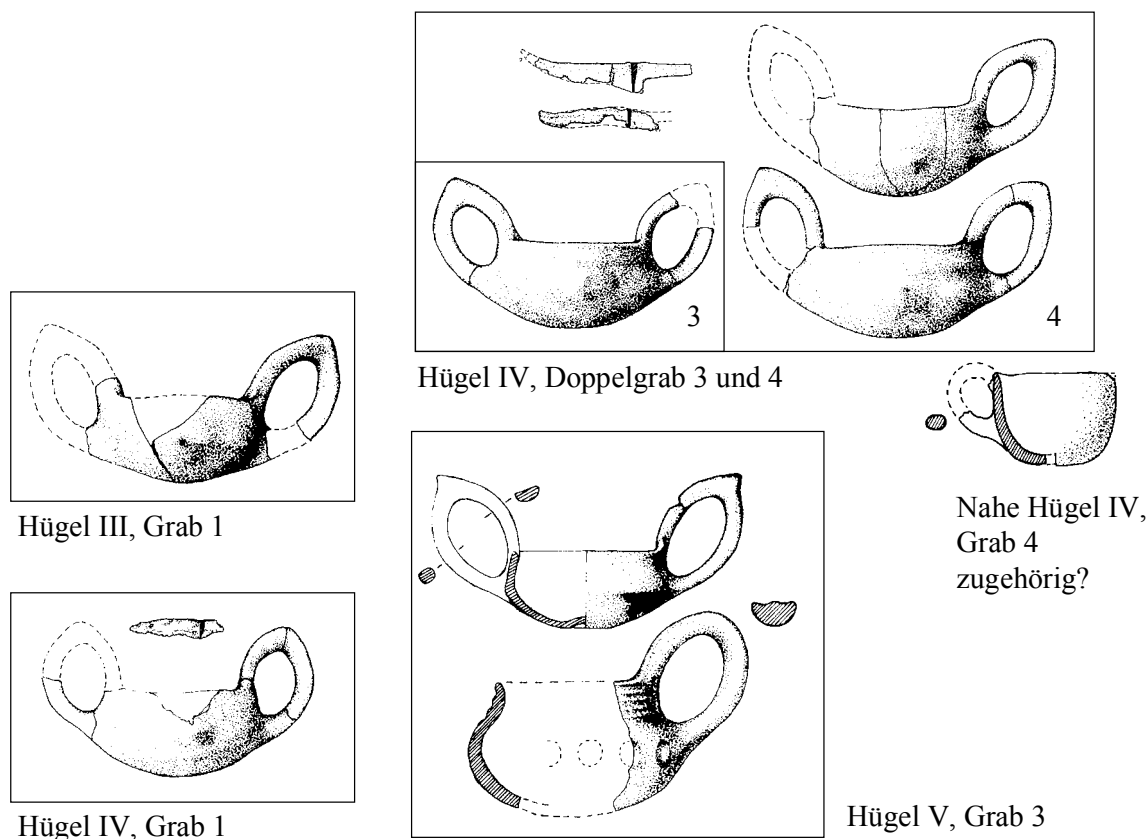 3
4
Hügel IV, Doppelgrab 3 und 4
Hügel III, Grab 1
Nahe Hügel IV,
Grab 4
zugehörig?
Hügel IV, Grab 1
Hügel V, Grab 3